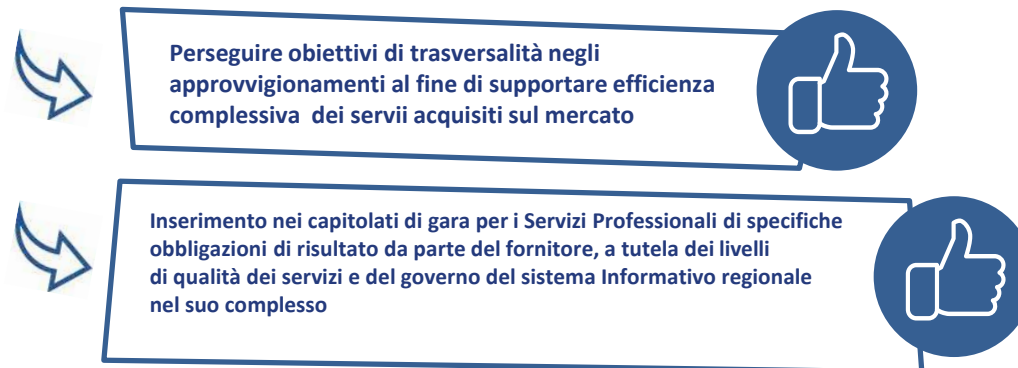 Perseguire obiettivi di trasversalità negli
approvvigionamenti al fine di supportare efficienza
complessiva dei servii acquisiti sul mercato
Inserimento nei capitolati di gara per i Servizi Professionali di specifiche
obbligazioni di risultato da parte del fornitore, a tutela dei livelli
di qualità dei servizi e del governo del sistema Informativo regionale
nel suo complesso